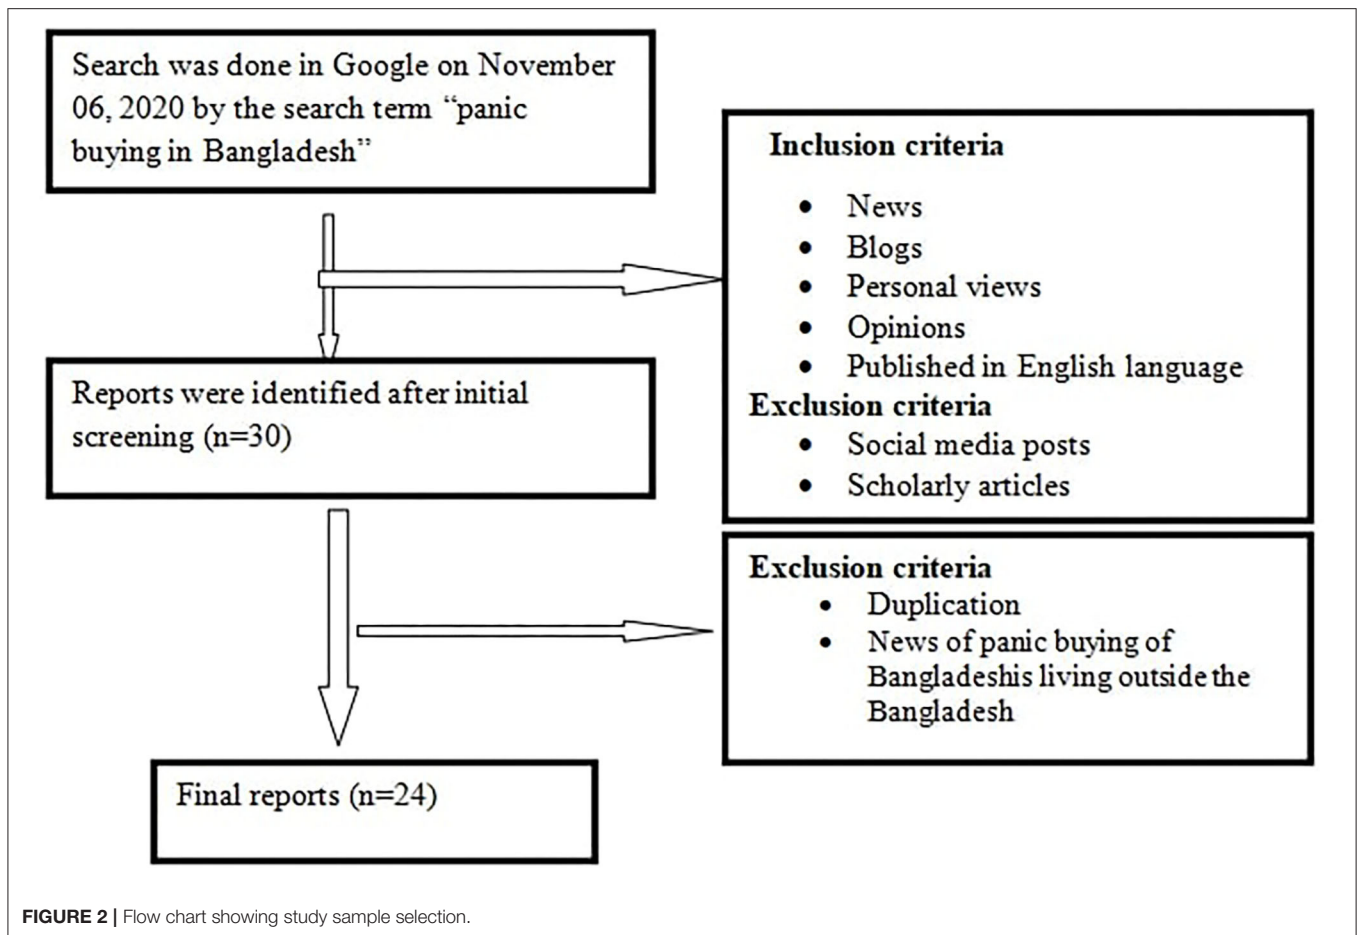 Search was done in Google on November
06, 2020 by the search term “panic
buying in Bangladesh”
Inclusion criteria
• News
• Blogs
• Personal views
• Opinions
• Published in English language
Exclusion criteria
• Social media posts
• Scholarly articles
Reports were identified after initial
screening (n=30)
Exclusion criteria
• Duplication
• News of panic buying of
Bangladeshis living outside the
Bangladesh
Final reports (n=24)
FIGURE 2 | Flow chart showing study sample selection.